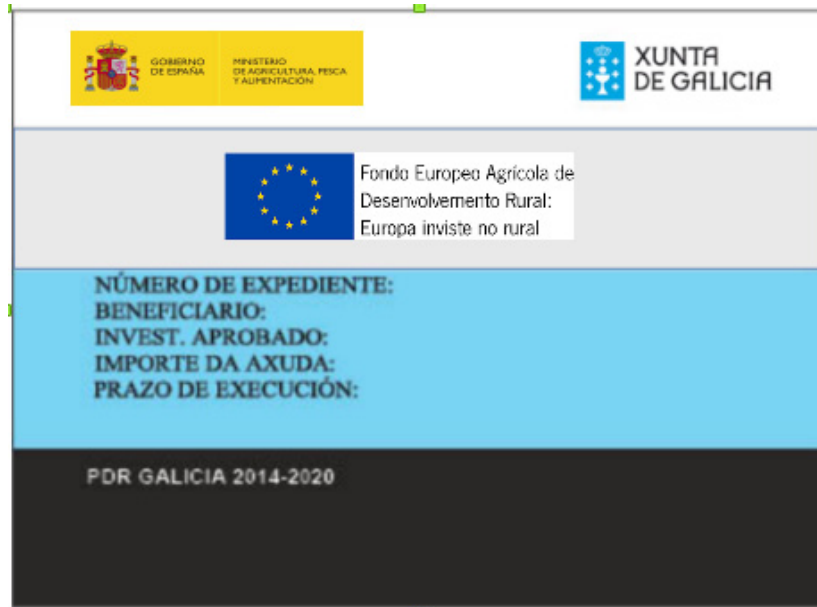 GOBIERNO
DE ESPAÑA
MINISTERIO
DE AGRICULTURA, PESCA
Y ALIMENTACIÓN
XUNTA
DE GALICIA
Fondo Europeo Agrícola de
Desenvolvemento Rural:
Europa inviste no rural
NÚMERO DE EXPEDIENTE:
BENEFICIARIO:
INVEST. APROBADO:
IMPORTE DA AXUDA:
PRAZO DE EXECUCIÓN:
PDR GALICIA 2014-2020